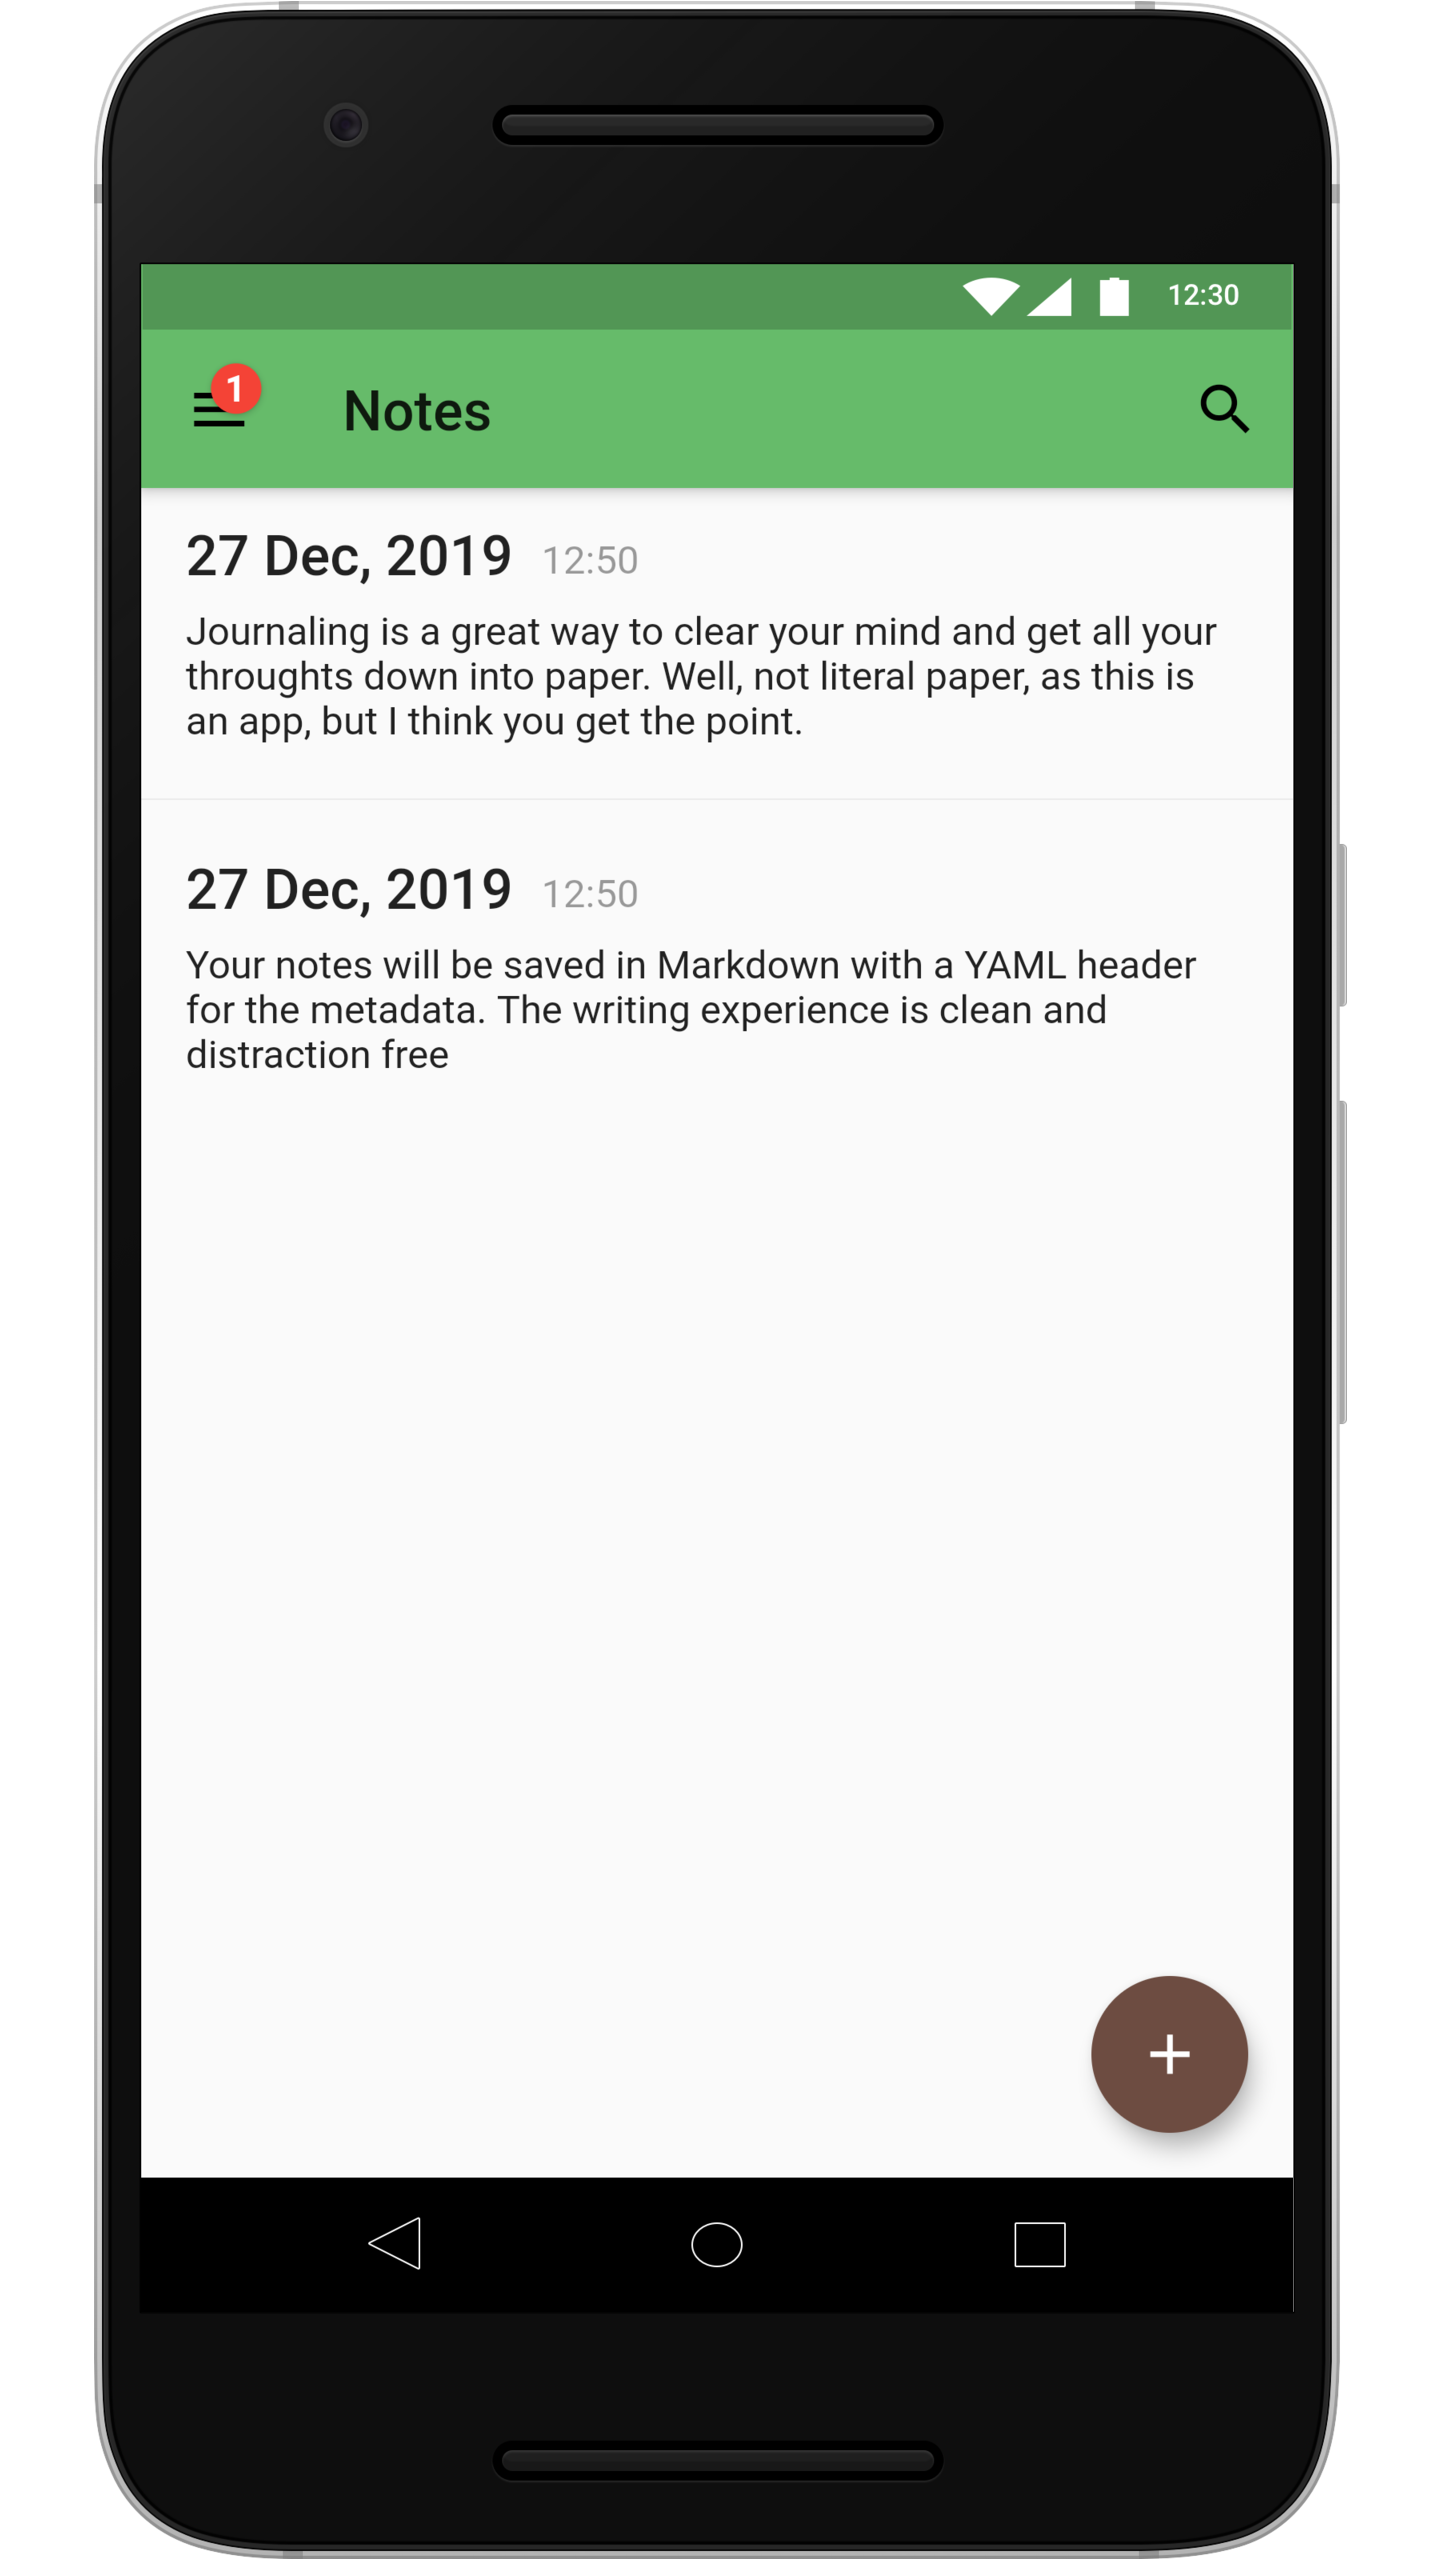 12:30
1
Notes
27 Dec, 2019 12:50
Journaling is a great way to clear your mind and get all your
throughts down into paper. Well, not literal paper, as this is
an app, but I think you get the point.
27 Dec, 2019 12:50
Your notes will be saved in Markdown with a YAML header
for the metadata. The writing experience is clean and
distraction free